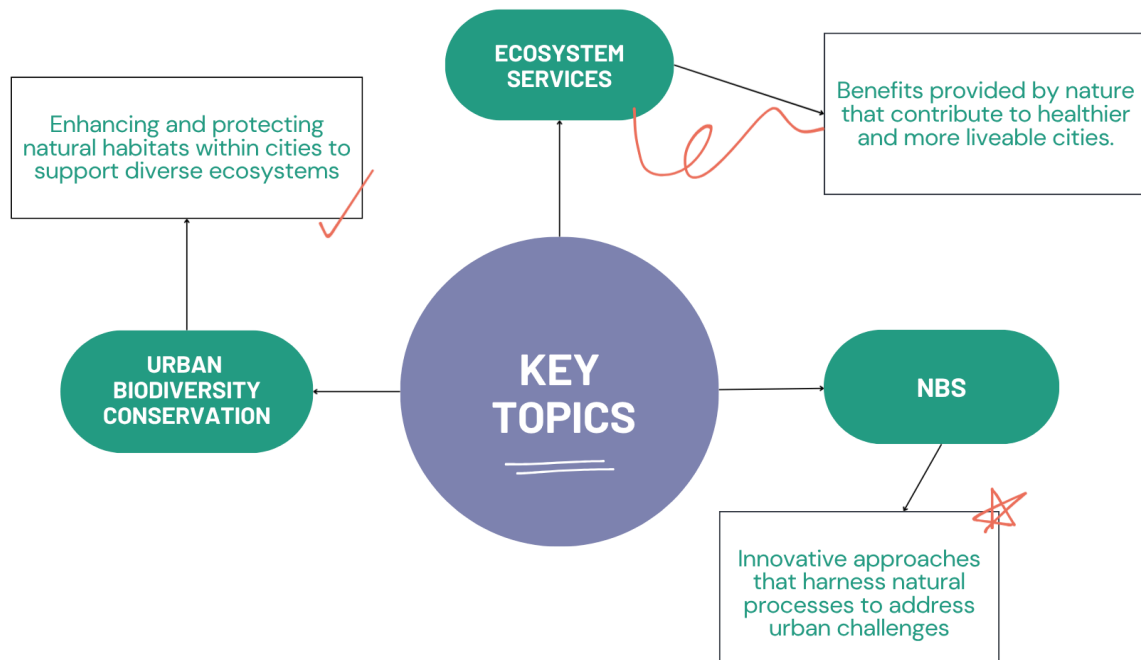 ECOSYSTEM
SERVICES
Benefits provided by nature
that contribute to healthier
and more liveable cities.
Enhancing and protecting
natural habitats within cities to
support diverse ecosystems
URBAN
BIODIVERSITY
CONSERVATION
KEY
TOPICS
NBS
Innovative approaches
that harness natural
processes to address
urban challenges